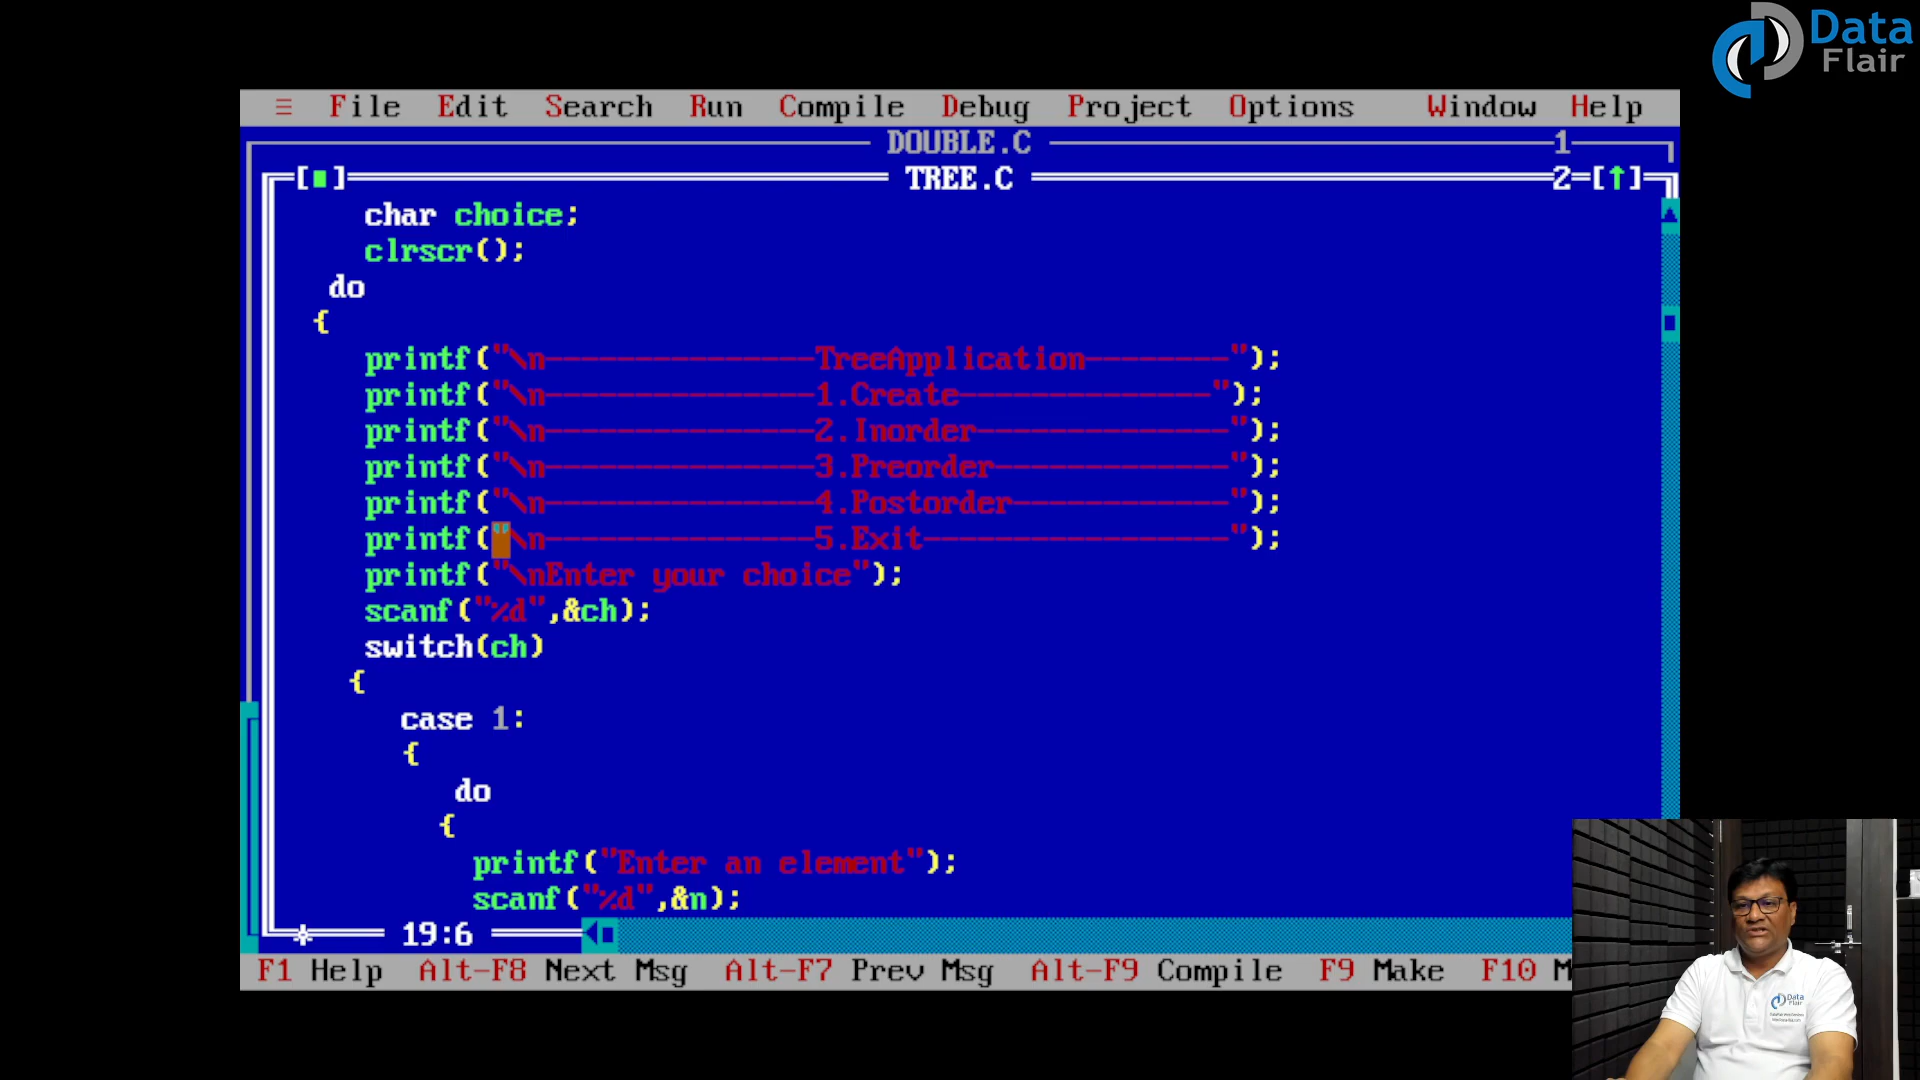 Data
Flair
≡ File Edit Search Run Compile Debug Project Options Window Help
DOUBLE.C 1
[■] TREE.C 2=[↑]
char choice;
clrscr();
do
{
printf("\n---------------TreeApplication--------");
printf("\n---------------1.Create--------------");
printf("\n---------------2.Inorder--------------");
printf("\n---------------3.Preorder-------------");
printf("\n---------------4.Postorder------------");
printf("\n---------------5.Exit-----------------");
printf("\nEnter your choice");
scanf("%d",&ch);
switch(ch)
{
case 1:
{
do
{
printf("Enter an element");
scanf("%d",&n);
19:6
F1 Help Alt-F8 Next Msg Alt-F7 Prev Msg Alt-F9 Compile F9 Make F10 M
Data
Flair